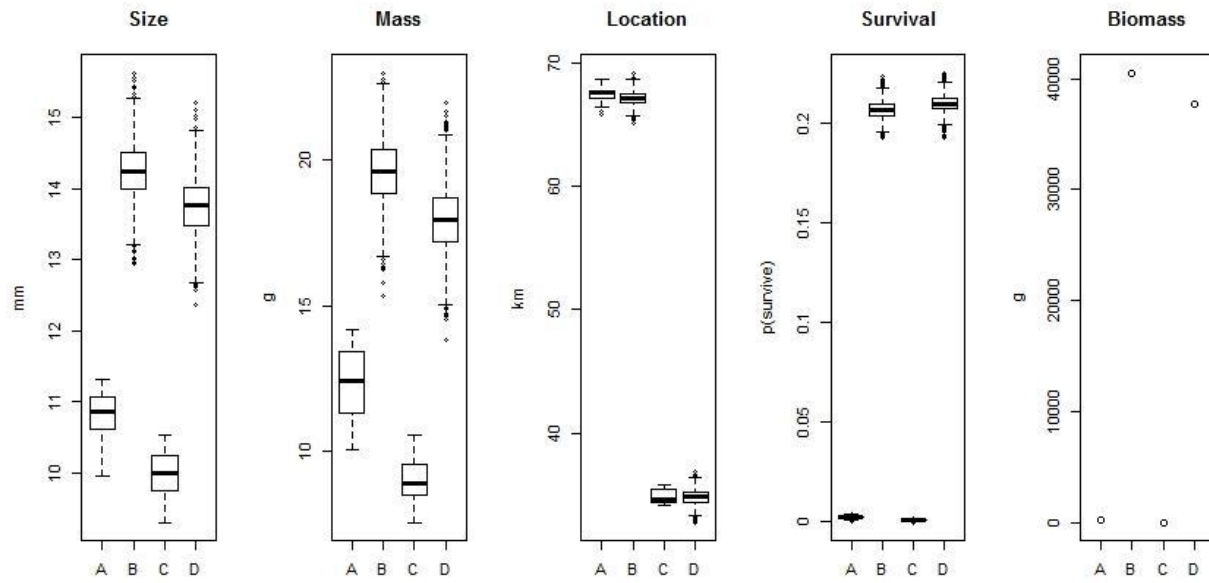 Size
mm
10
11
12
13
14
15
A B C D
Mass
g
10
15
20
A B C D
Location
km
40
50
60
70
A B C D
Survival
p(survive)
0
0.05
0.1
0.15
0.2
A B C D
Biomass
g
0
10000
20000
30000
40000
A B C D